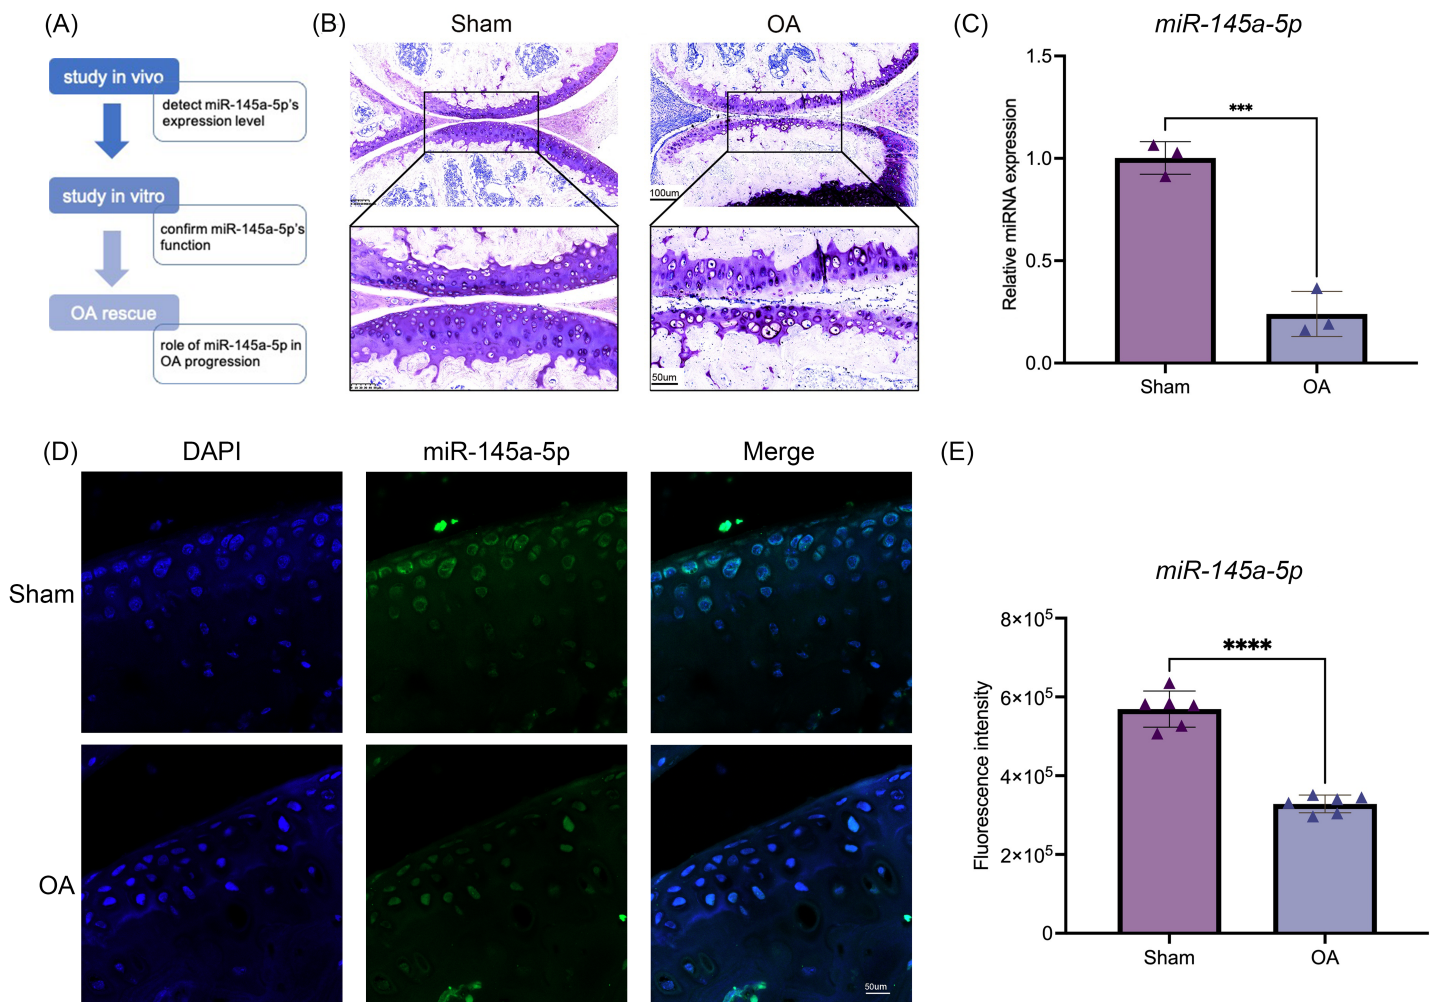 (A)
study in vivo
detect miR-145a-5p's
expression level
study in vitro
confirm miR-145a-5p's
function
OA rescue
role of miR-145a-5p in
OA progression
(B)
Sham
OA
100um
50um
(C)
miR-145a-5p
Relative miRNA expression
1.5
1.0
0.5
0.0
***
Sham
OA
(D)
DAPI
miR-145a-5p
Merge
Sham
OA
50um
(E)
miR-145a-5p
Fluorescence intensity
8×10⁵
6×10⁵
4×10⁵
2×10⁵
0
****
Sham
OA